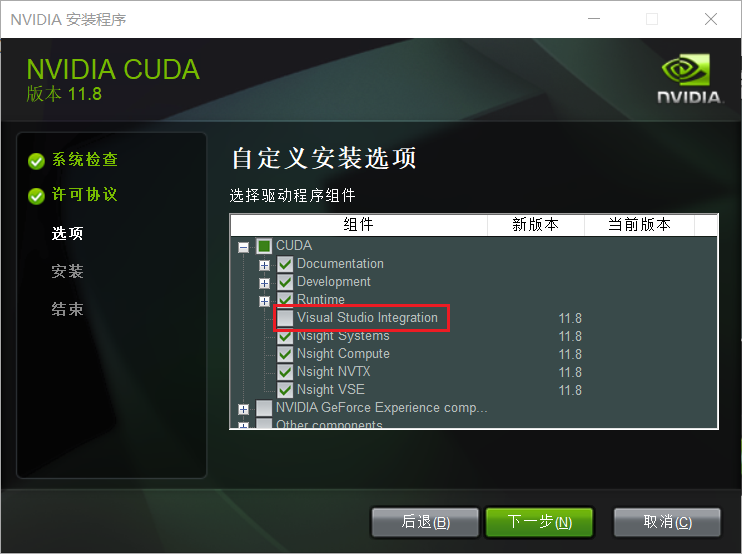 NVIDIA 安装程序
NVIDIA CUDA
版本 11.8
NVIDIA
系统检查
许可协议
选项
安装
结束
自定义安装选项
选择驱动程序组件
组件 新版本 当前版本
CUDA
Documentation
Development
Runtime
Visual Studio Integration 11.8
Nsight Systems 11.8
Nsight Compute 11.8
Nsight NVTX 11.8
Nsight VSE 11.8
NVIDIA GeForce Experience comp...
Other components
后退(B) 下一步(N) 取消(C)